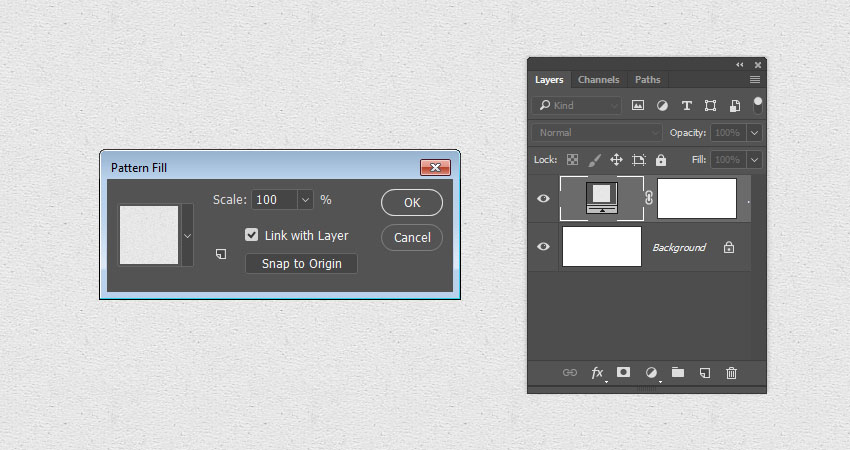 Pattern Fill
Scale: 100 %
OK
Link with Layer
Cancel
Snap to Origin
Layers Channels Paths
Kind
Normal Opacity: 100%
Lock: Fill: 100%
Background
fx